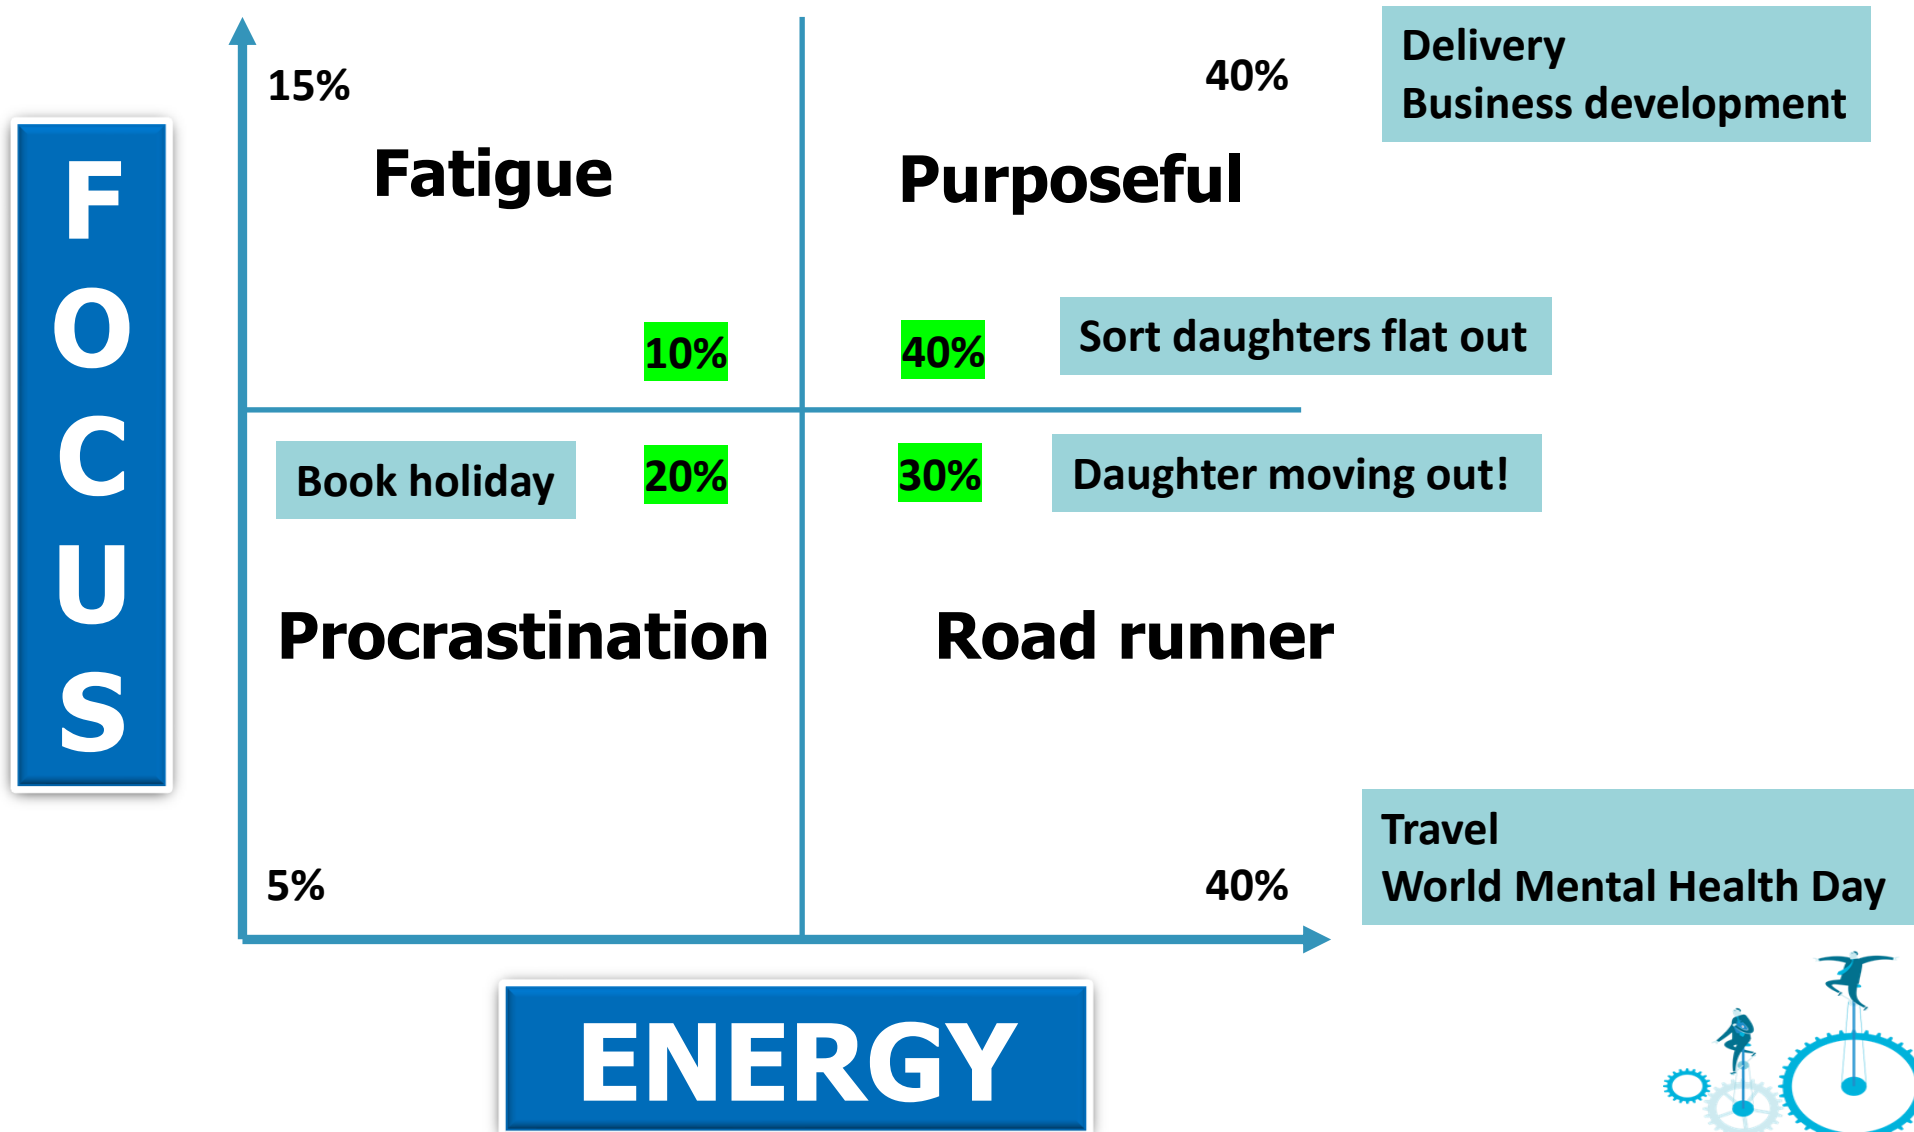 FOCUS
15%
40%
Delivery
Business development
Fatigue
Purposeful
10%
40%
Sort daughters flat out
Book holiday
20%
30%
Daughter moving out!
Procrastination
Road runner
5%
40%
Travel
World Mental Health Day
ENERGY